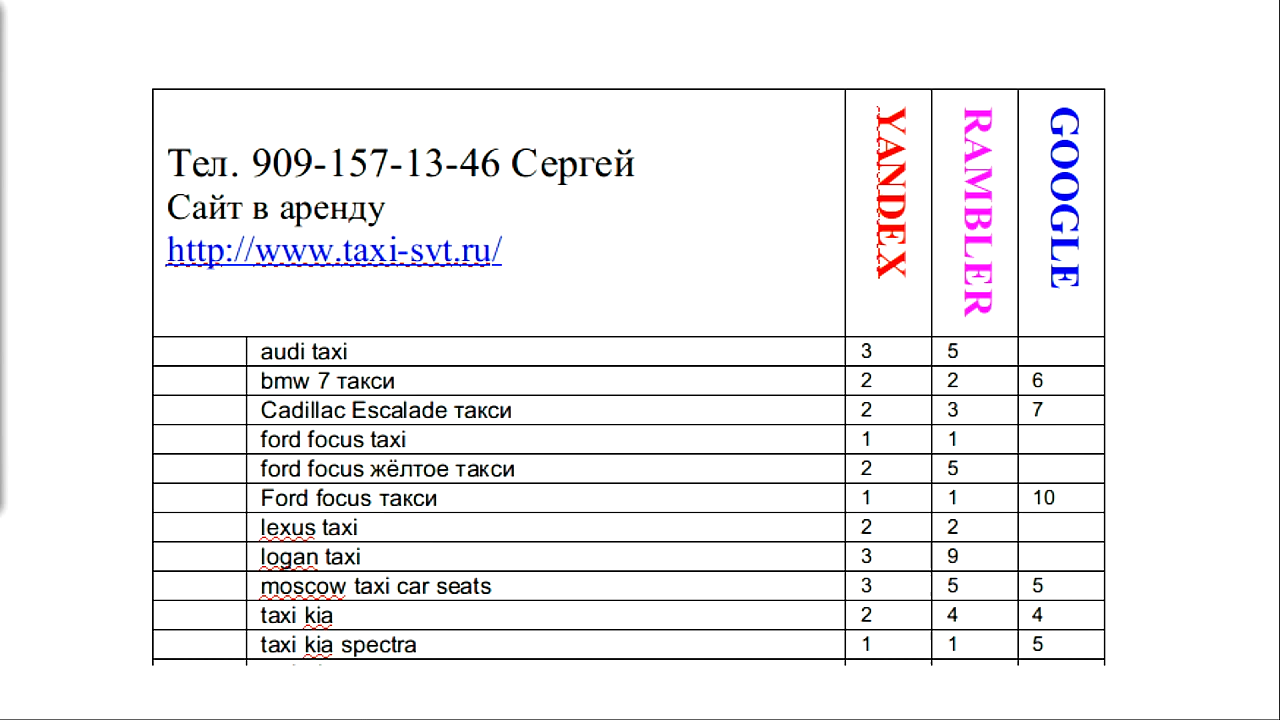 Тел. 909-157-13-46 Сергей
Сайт в аренду
http://www.taxi-svt.ru/
YANDEX
RAMBLER
GOOGLE
audi taxi 3 5
bmw 7 такси 2 2 6
Cadillac Escalade такси 2 3 7
ford focus taxi 1 1
ford focus жёлтое такси 2 5
Ford focus такси 1 1 10
lexus taxi 2 2
logan taxi 3 9
moscow taxi car seats 3 5 5
taxi kia 2 4 4
taxi kia spectra 1 1 5